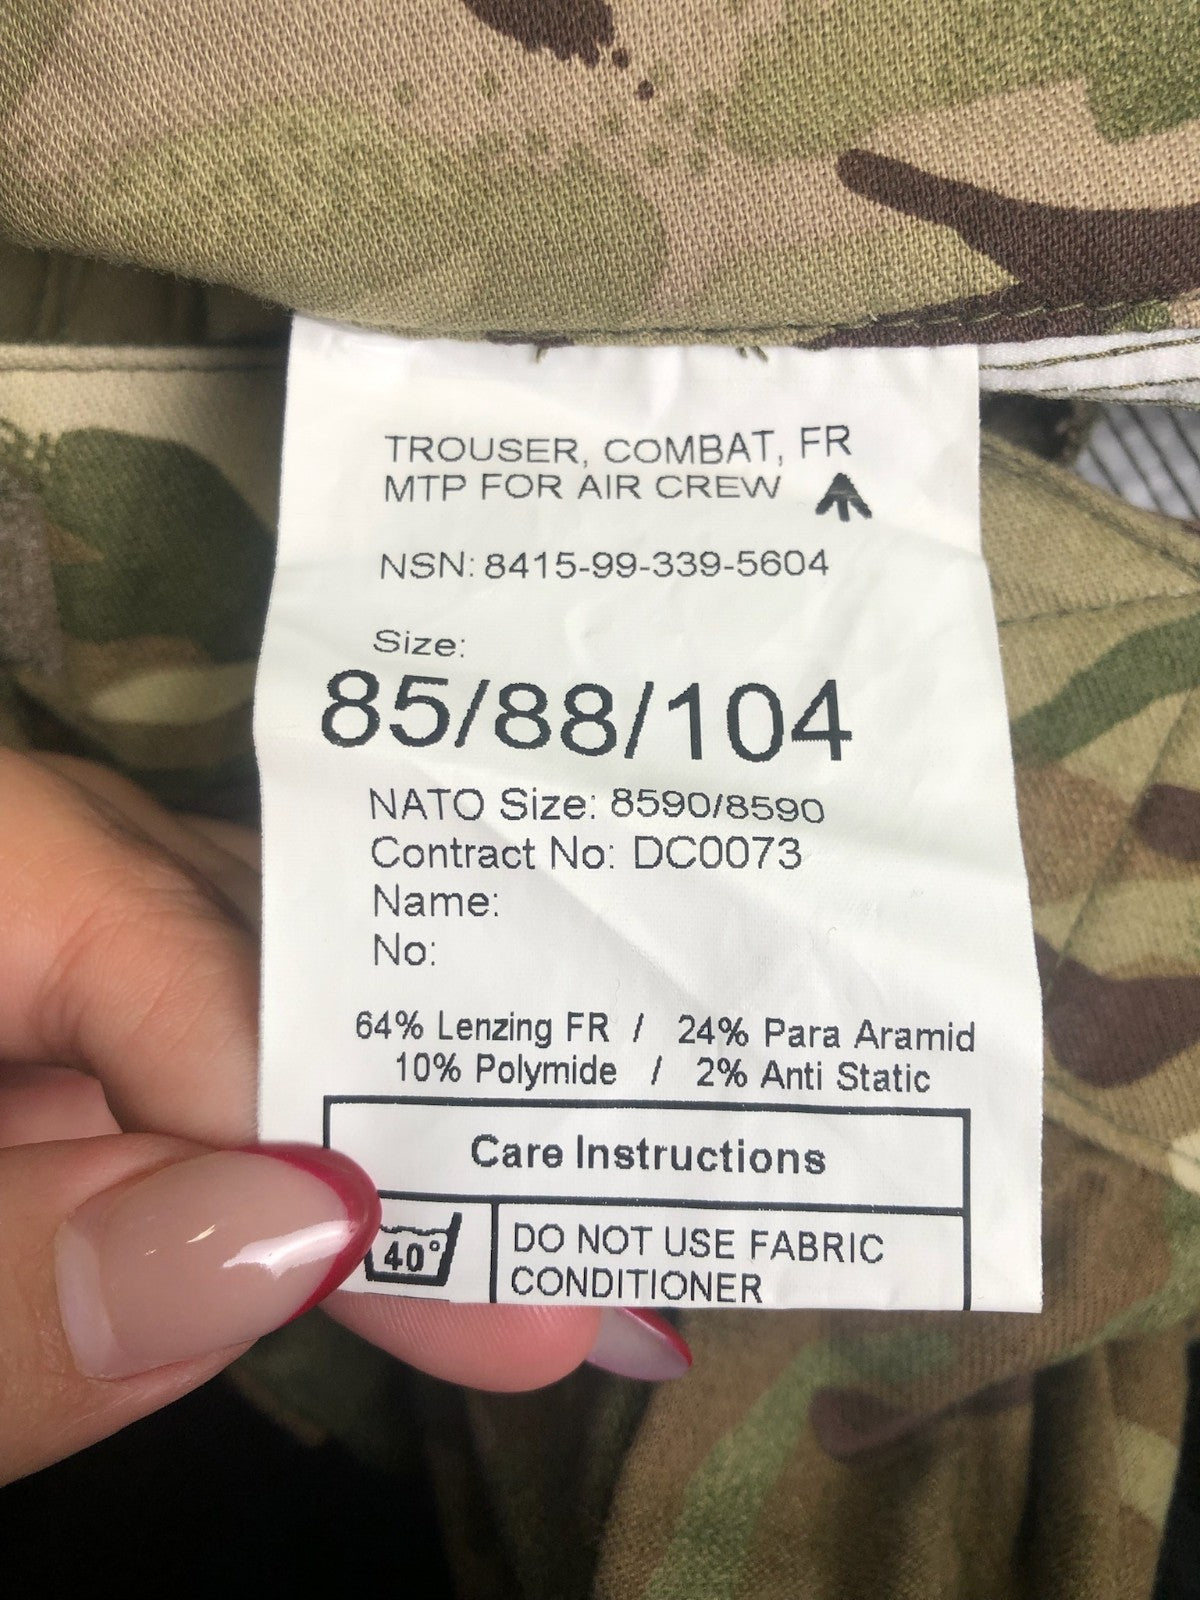 TROUSER, COMBAT, FR
MTP FOR AIR CREW
NSN: 8415-99-339-5604
Size:
85/88/104
NATO Size: 8590/8590
Contract No: DC0073
Name:
No:
64% Lenzing FR / 24% Para Aramid
10% Polymide / 2% Anti Static
Care Instructions
40°
DO NOT USE FABRIC
CONDITIONER